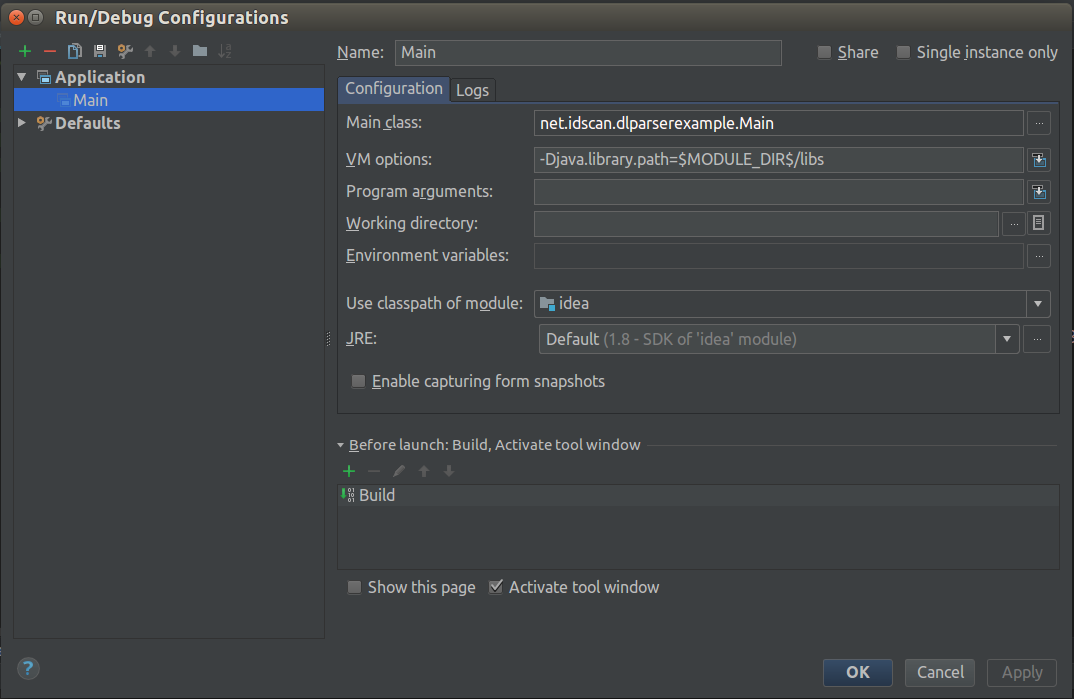 Run/Debug Configurations
Name: Main
Share
Single instance only
Application
Main
Defaults
Configuration
Logs
Main class: net.idscan.dlparserexample.Main
VM options: -Djava.library.path=$MODULE_DIR$/libs
Program arguments:
Working directory:
Environment variables:
Use classpath of module: idea
JRE: Default (1.8 - SDK of 'idea' module)
Enable capturing form snapshots
Before launch: Build, Activate tool window
Build
Show this page
Activate tool window
?
OK
Cancel
Apply